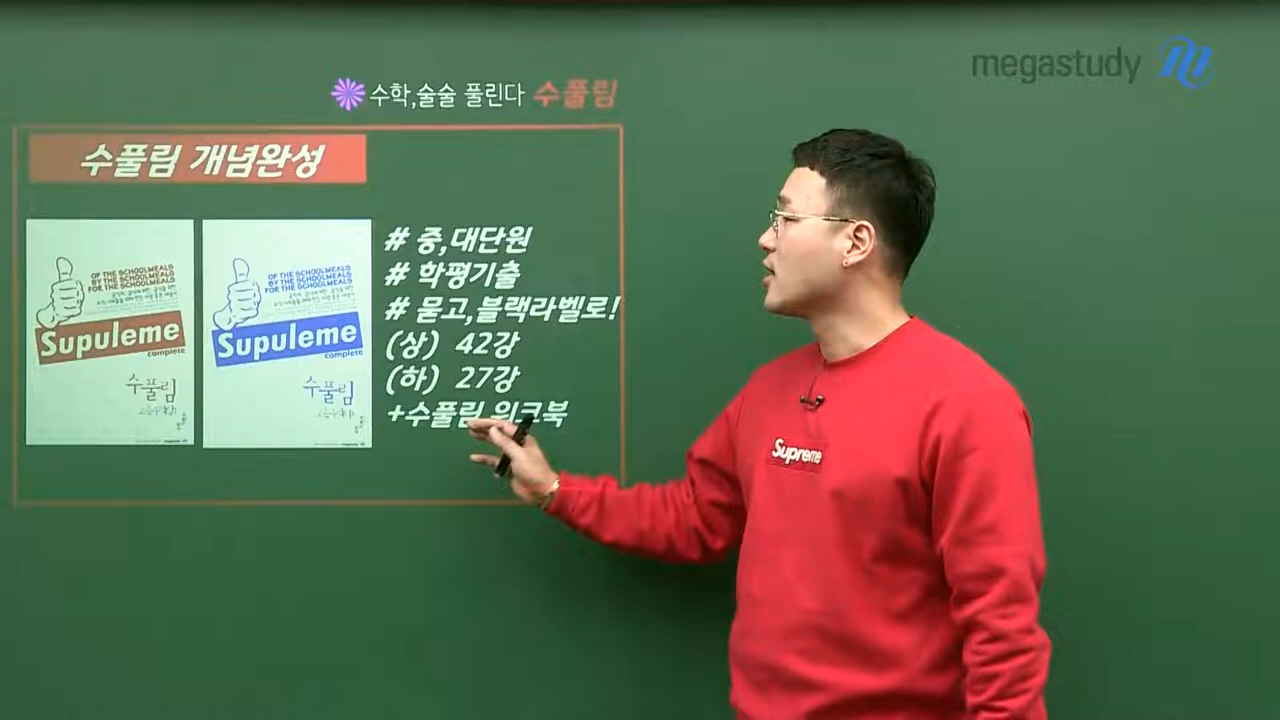 megastudy
수학,술술 풀린다 수풀림
수풀림 개념완성
OF THE SCHOOLMEALS
BY THE SCHOOLMEALS
FOR THE SCHOOLMEALS
Supuleme
complete
수풀림
OF THE SCHOOLMEALS
BY THE SCHOOLMEALS
FOR THE SCHOOLMEALS
Supuleme
complete
수풀림
# 중,대단원
# 학평기출
# 묻고,블랙라벨로!
(상) 42강
(하) 27강
+수풀림 워크북
Supreme